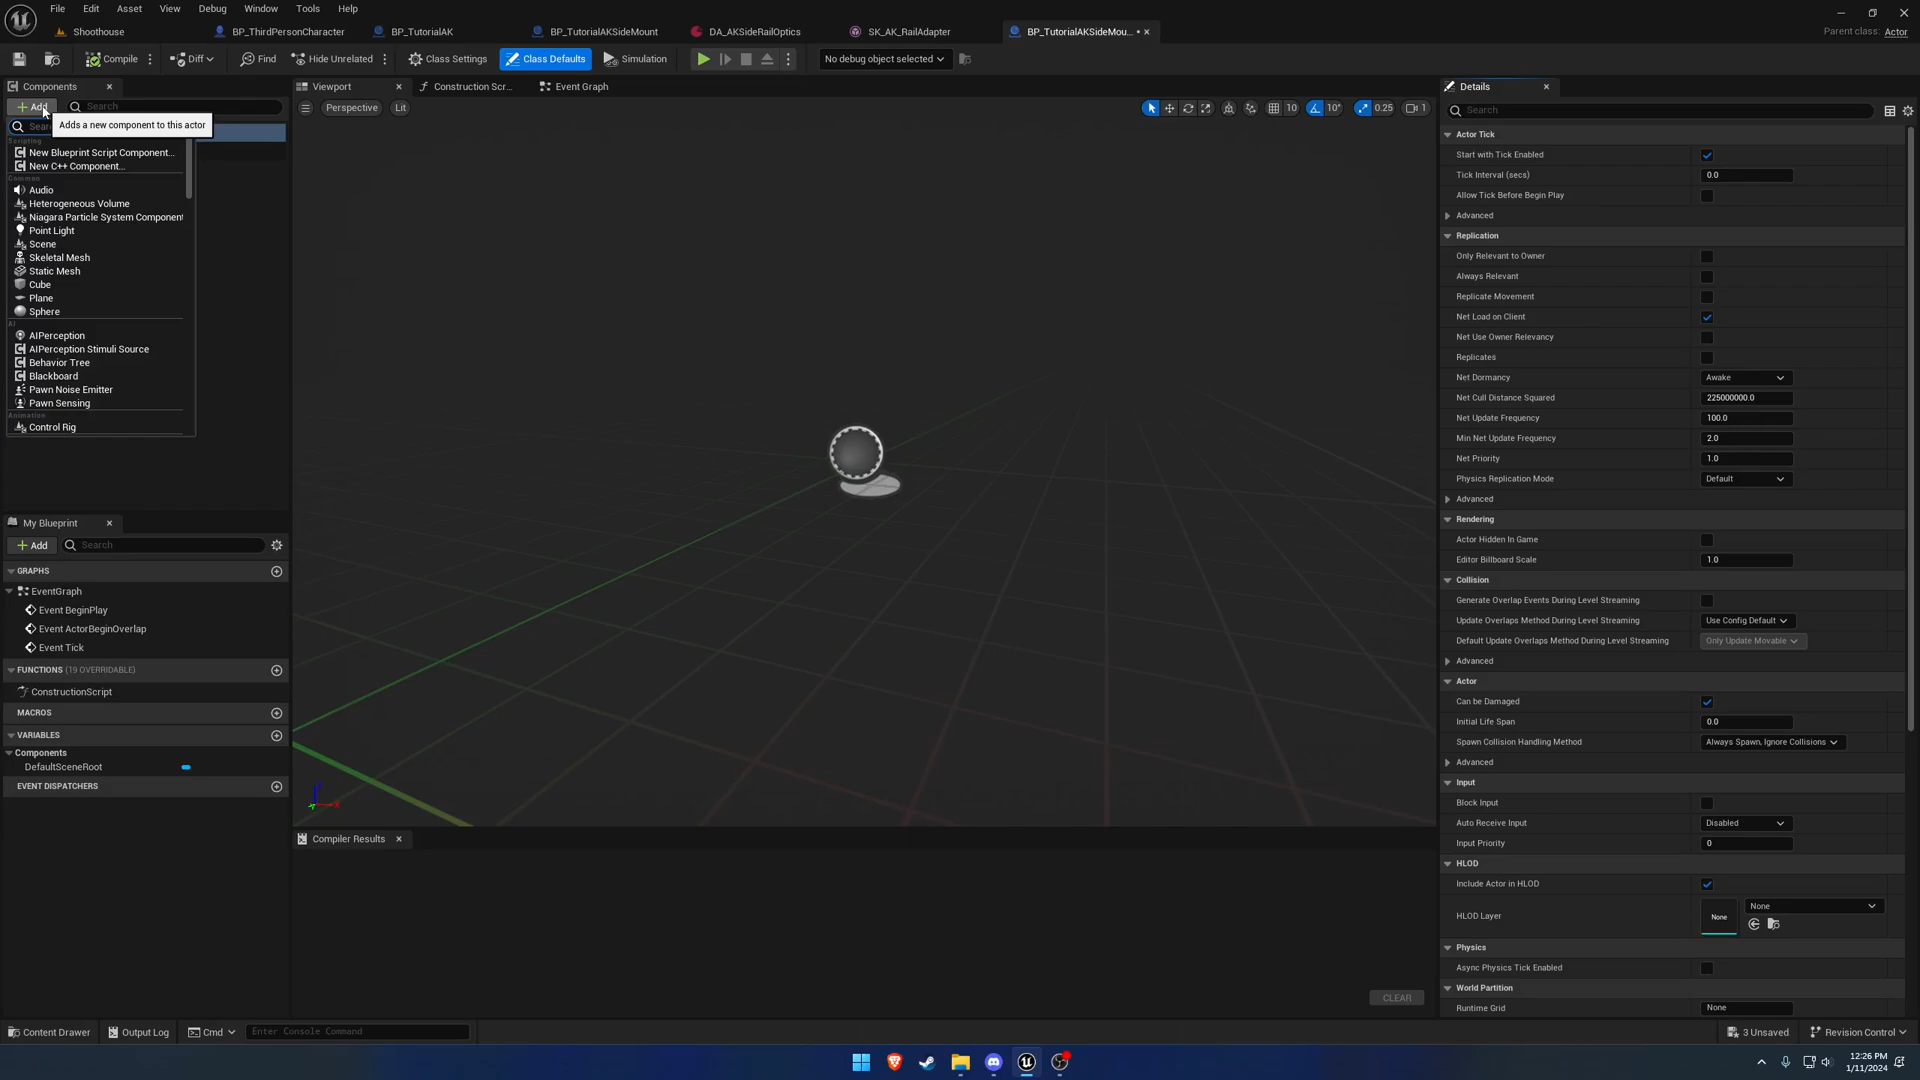 File Edit Asset View Debug Window Tools Help
Shoothouse BP_ThirdPersonCharacter BP_TutorialAK BP_TutorialAKSideMount DA_AKSideRailOptics SK_AK_RailAdapter BP_TutorialAKSideMou... •
Parent class: Actor
Compile Diff Find Hide Unrelated Class Settings Class Defaults Simulation No debug object selected
Components
Add Search
Adds a new component to this actor
Scripting
New Blueprint Script Component...
New C++ Component...
Common
Audio
Heterogeneous Volume
Niagara Particle System Component
Point Light
Scene
Skeletal Mesh
Static Mesh
Cube
Plane
Sphere
AI
AIPerception
AIPerception Stimuli Source
Behavior Tree
Blackboard
Pawn Noise Emitter
Pawn Sensing
Animation
Control Rig
My Blueprint
Add Search
GRAPHS
EventGraph
Event BeginPlay
Event ActorBeginOverlap
Event Tick
FUNCTIONS (19 OVERRIDABLE)
ConstructionScript
MACROS
VARIABLES
Components
DefaultSceneRoot
EVENT DISPATCHERS
Viewport Construction Scr... Event Graph
Perspective Lit
10 10° 0.25 1
Compiler Results
CLEAR
Details
Search
Actor Tick
Start with Tick Enabled
Tick Interval (secs) 0.0
Allow Tick Before Begin Play
Advanced
Replication
Only Relevant to Owner
Always Relevant
Replicate Movement
Net Load on Client
Net Use Owner Relevancy
Replicates
Net Dormancy Awake
Net Cull Distance Squared 225000000.0
Net Update Frequency 100.0
Min Net Update Frequency 2.0
Net Priority 1.0
Physics Replication Mode Default
Advanced
Rendering
Actor Hidden In Game
Editor Billboard Scale 1.0
Collision
Generate Overlap Events During Level Streaming
Update Overlaps Method During Level Streaming Use Config Default
Default Update Overlaps Method During Level Streaming Only Update Movable
Advanced
Actor
Can be Damaged
Initial Life Span 0.0
Spawn Collision Handling Method Always Spawn, Ignore Collisions
Advanced
Input
Block Input
Auto Receive Input Disabled
Input Priority 0
HLOD
Include Actor in HLOD
HLOD Layer None None
Physics
Async Physics Tick Enabled
World Partition
Runtime Grid None
Content Drawer Output Log Cmd Enter Console Command 3 Unsaved Revision Control
12:26 PM
1/11/2024